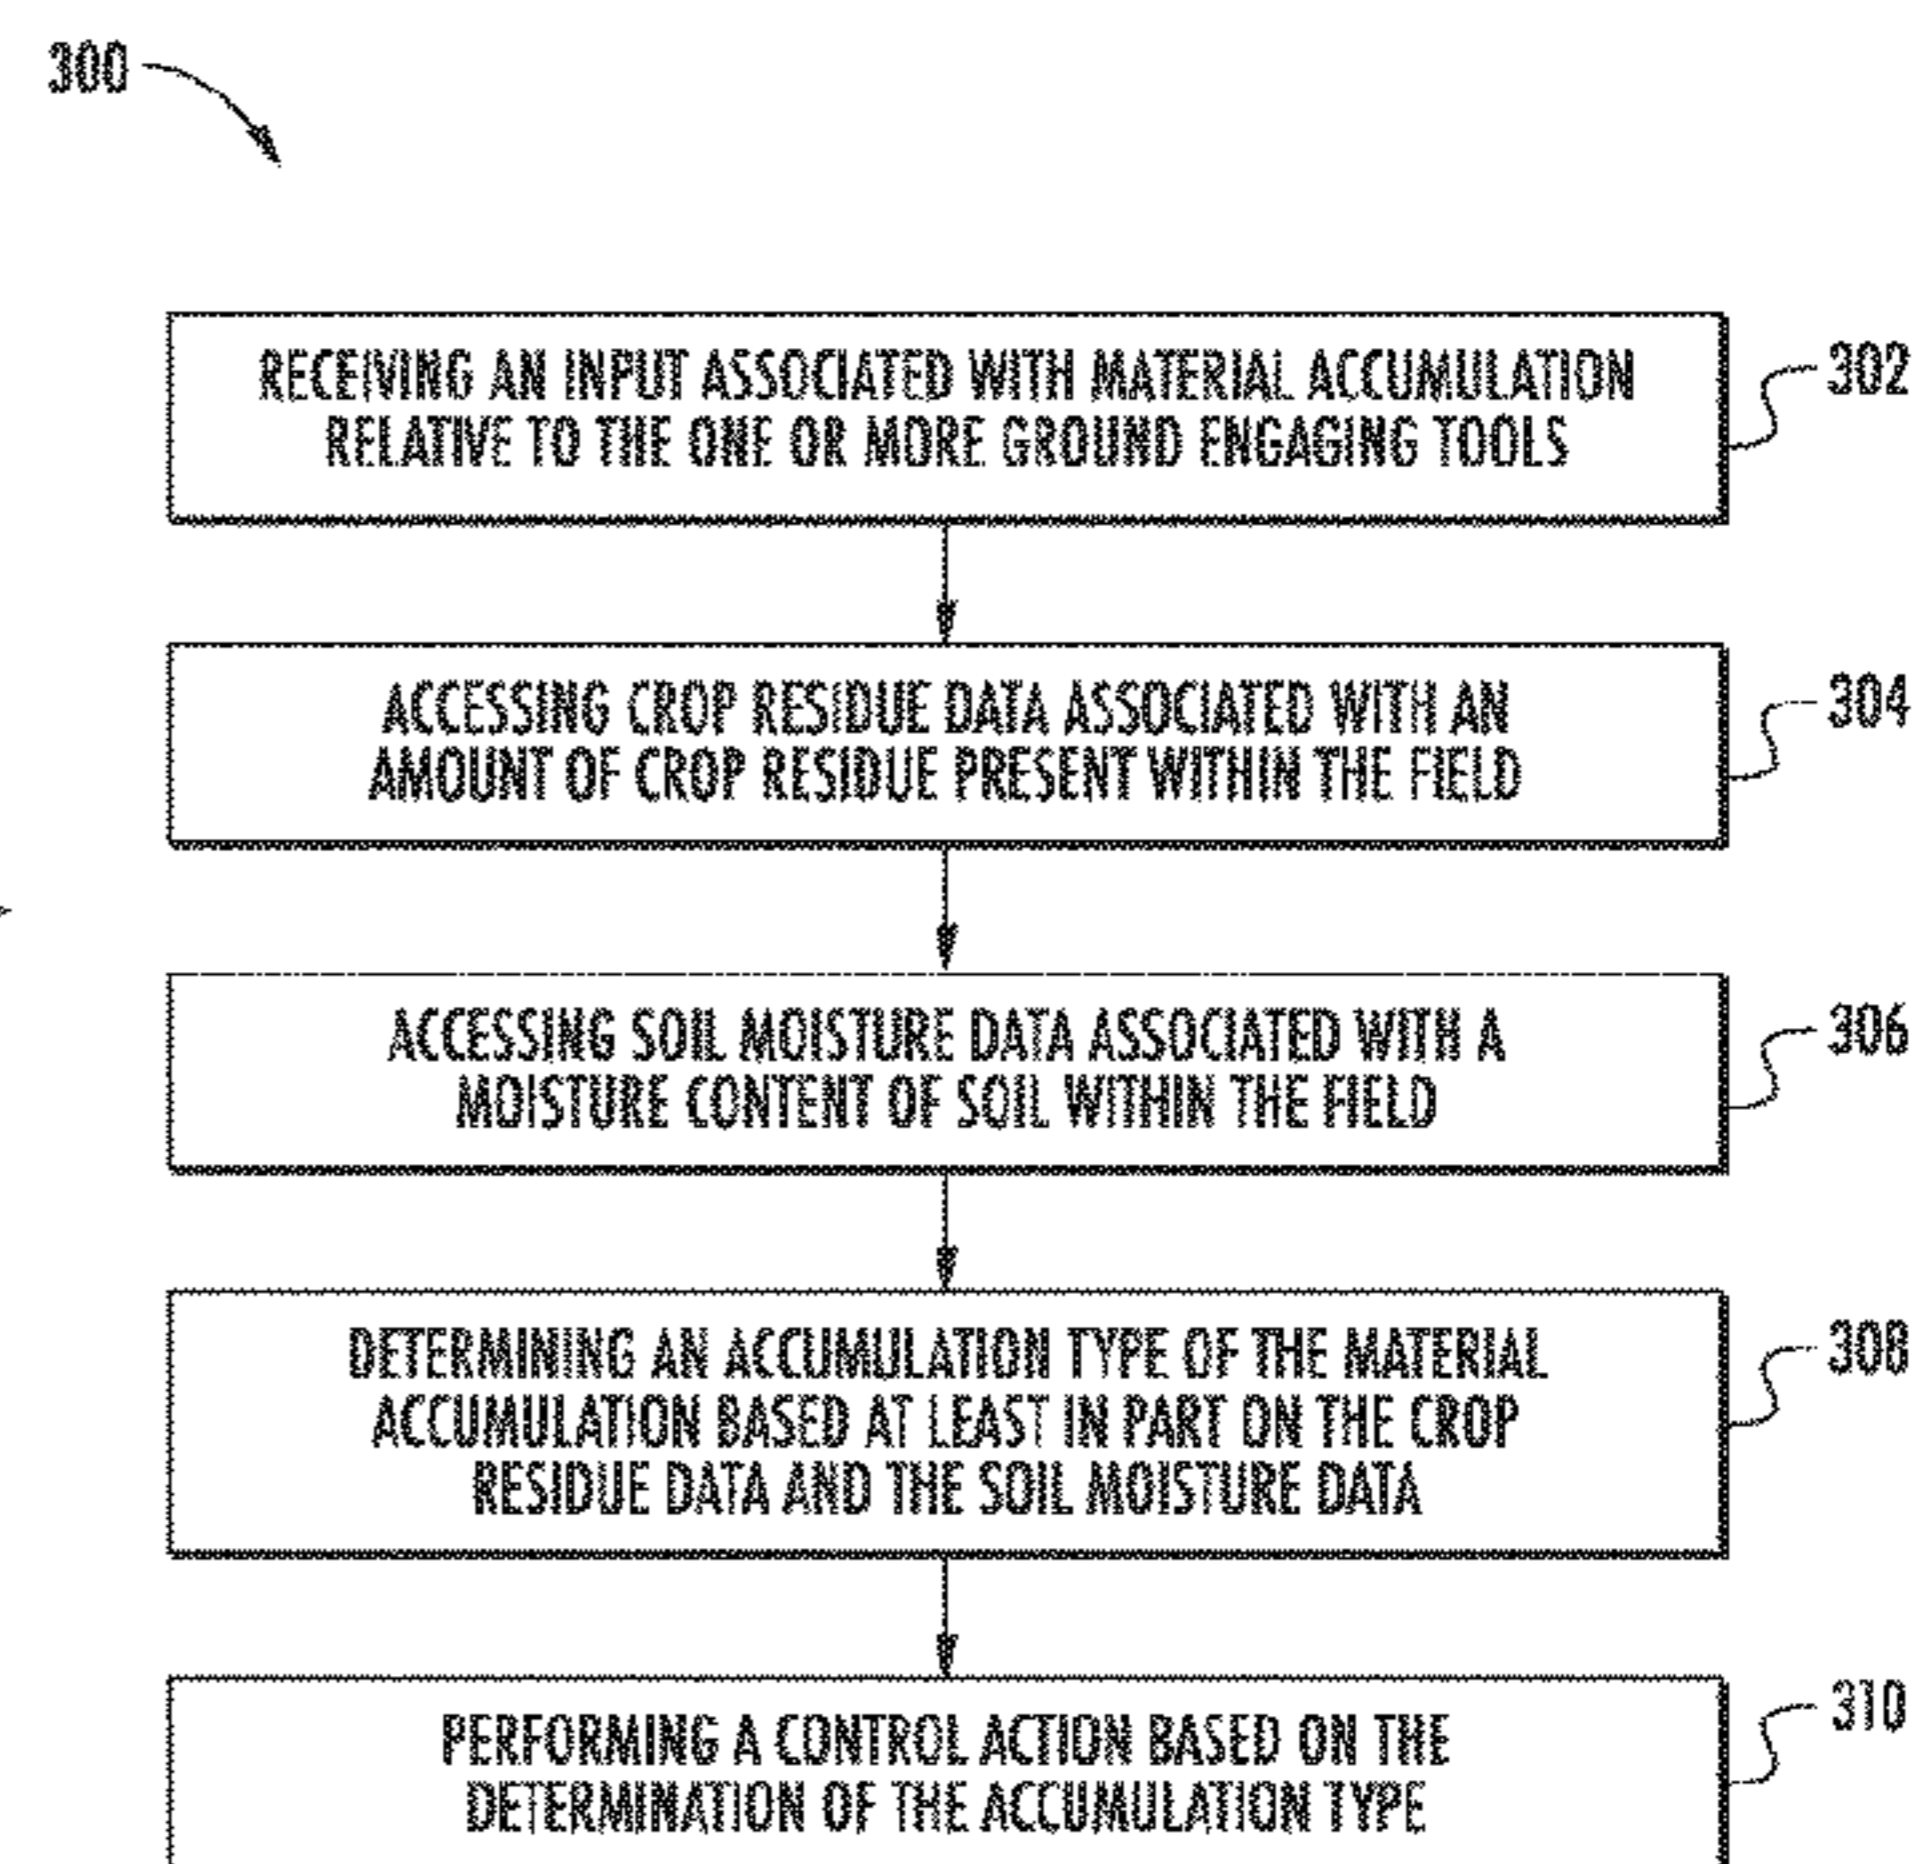 300
RECEIVING AN INPUT ASSOCIATED WITH MATERIAL ACCUMULATION
RELATIVE TO THE ONE OR MORE GROUND ENGAGING TOOLS
302
ACCESSING CROP RESIDUE DATA ASSOCIATED WITH AN
AMOUNT OF CROP RESIDUE PRESENT WITHIN THE FIELD
304
ACCESSING SOIL MOISTURE DATA ASSOCIATED WITH A
MOISTURE CONTENT OF SOIL WITHIN THE FIELD
306
DETERMINING AN ACCUMULATION TYPE OF THE MATERIAL
ACCUMULATION BASED AT LEAST IN PART ON THE CROP
RESIDUE DATA AND THE SOIL MOISTURE DATA
308
PERFORMING A CONTROL ACTION BASED ON THE
DETERMINATION OF THE ACCUMULATION TYPE
310